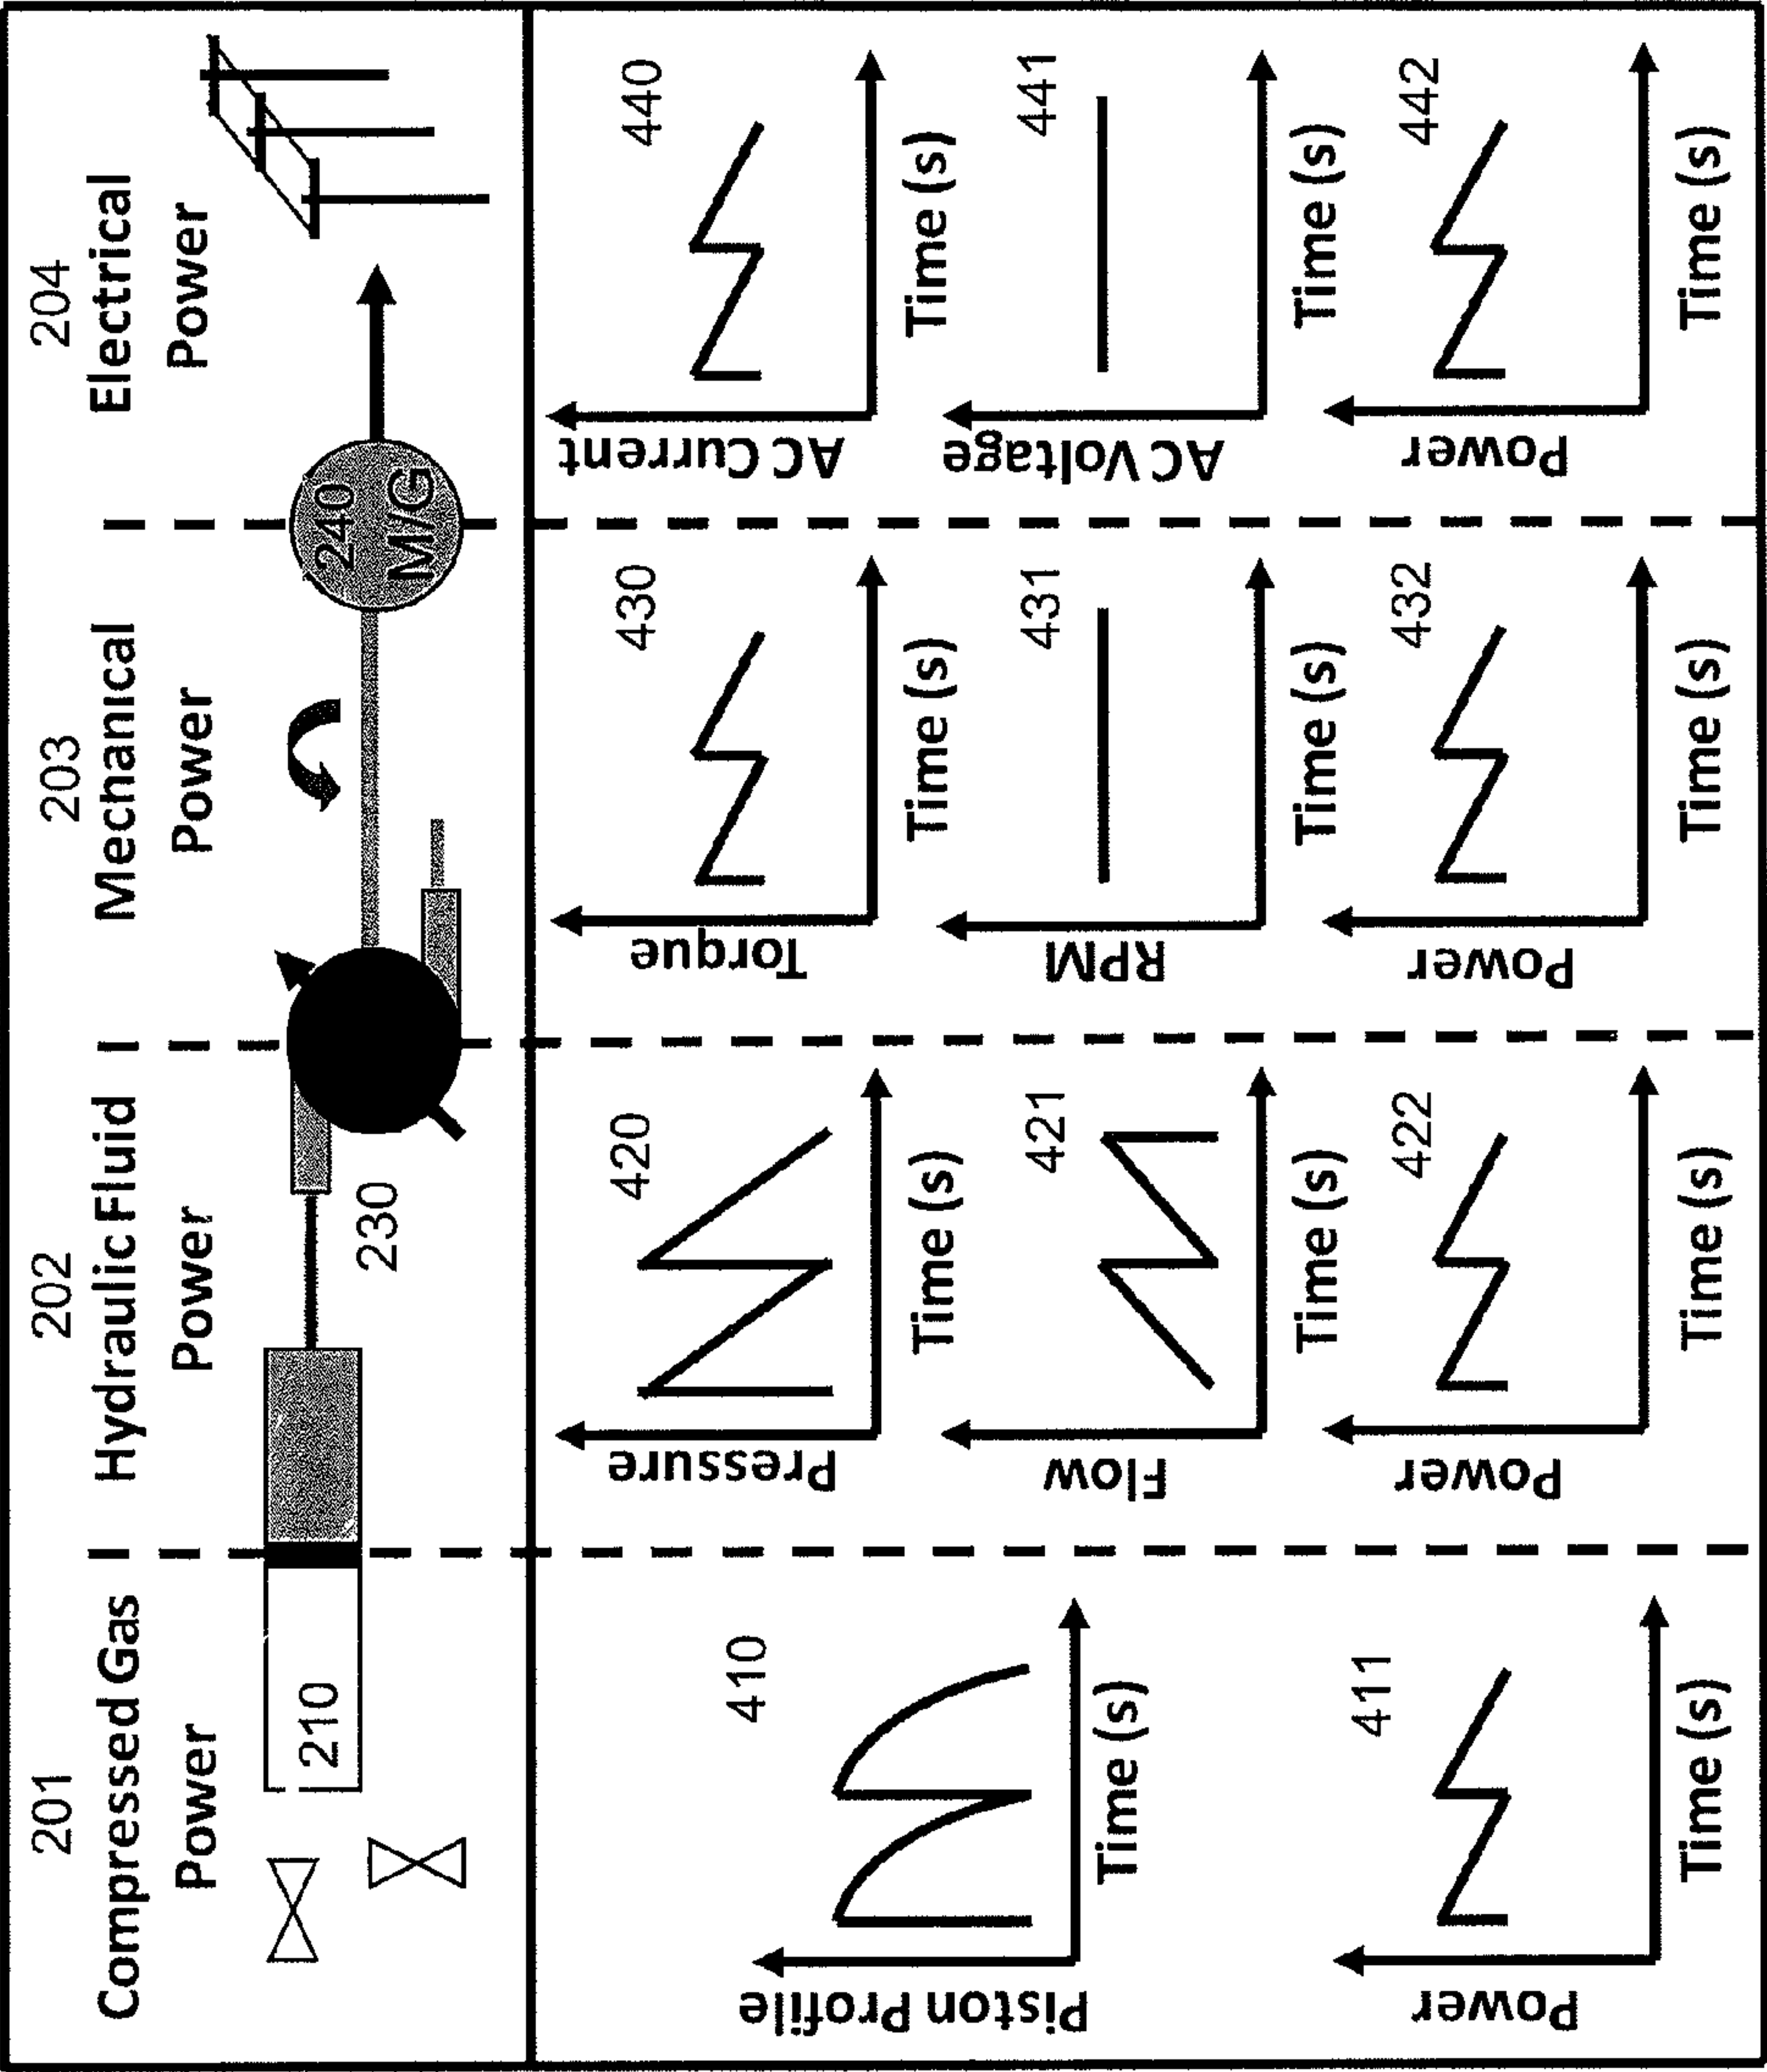 201
Compressed Gas
Power
202
Hydraulic Fluid
Power
203
Mechanical
Power
204
Electrical
Power
210
230
240
M/G
Piston Profile
410
Time (s)
Power
411
Time (s)
Pressure
420
Time (s)
Flow
421
Time (s)
Power
422
Time (s)
Torque
430
Time (s)
RPM
431
Time (s)
Power
432
Time (s)
AC Current
440
Time (s)
AC Voltage
441
Time (s)
Power
442
Time (s)